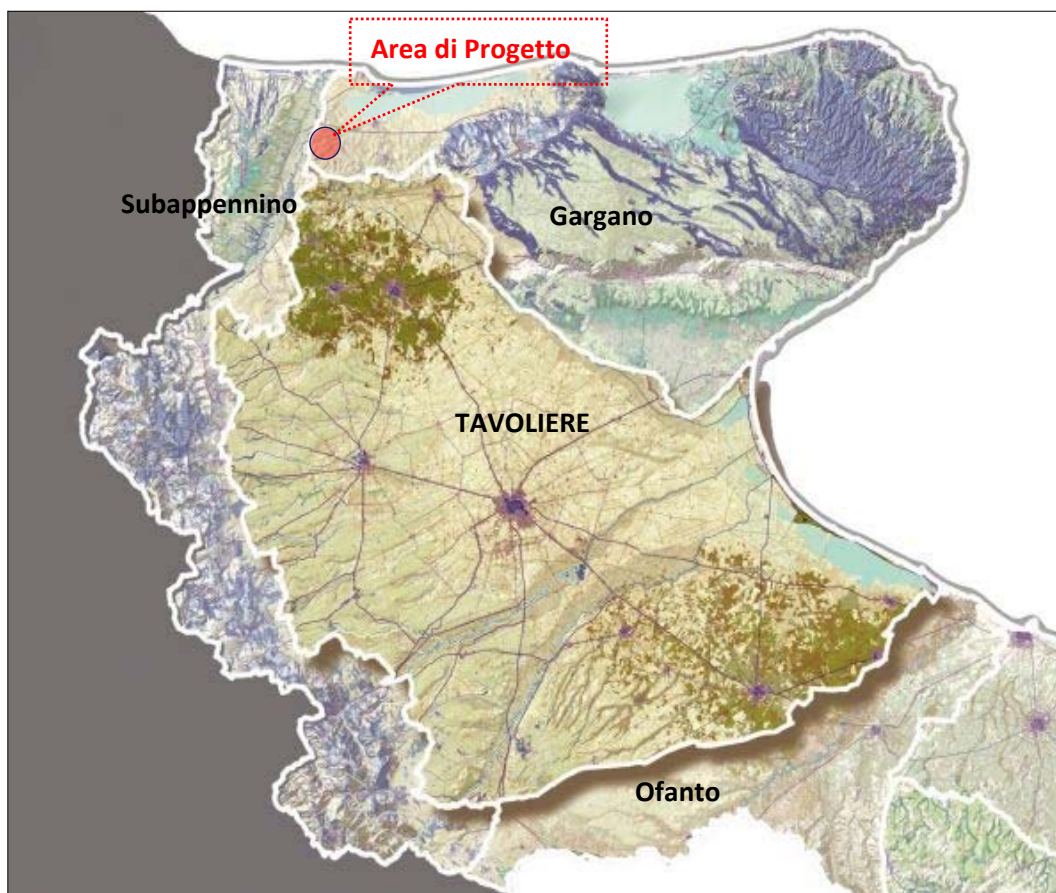 Area di Progetto
Subappennino
Gargano
TAVOLIERE
Ofanto